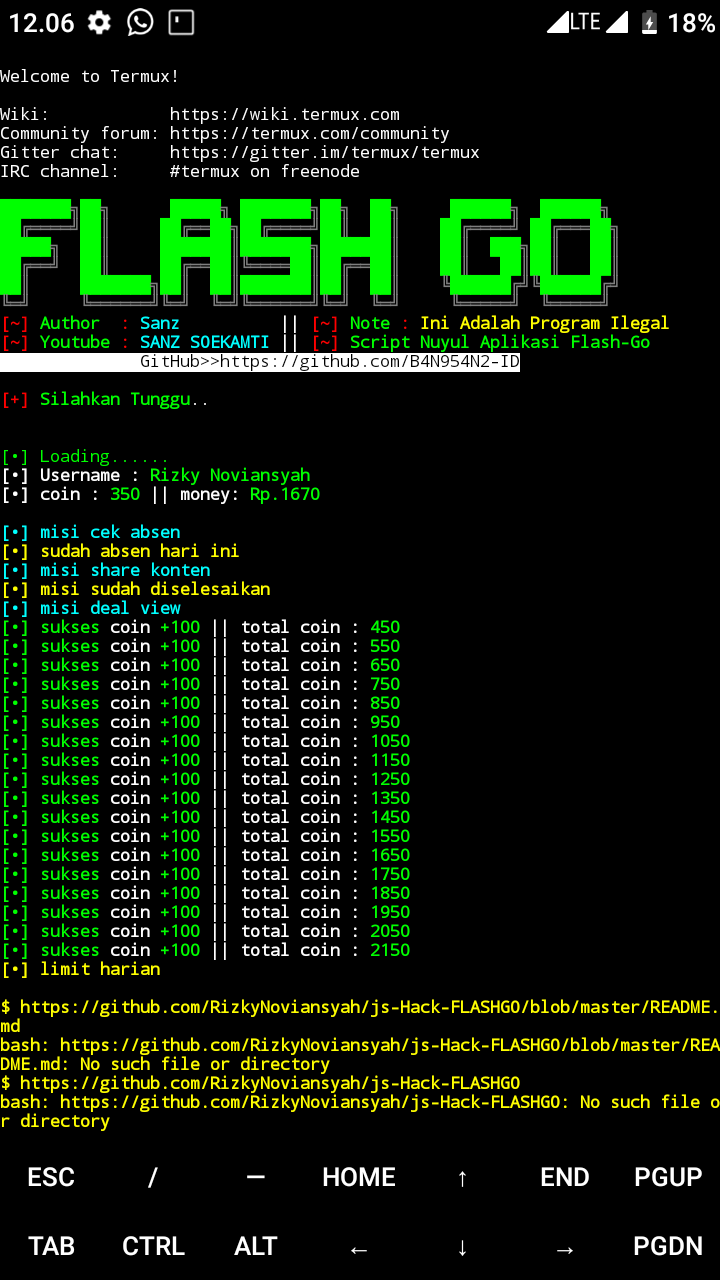 12.06 LTE 18%
Welcome to Termux!
Wiki: https://wiki.termux.com
Community forum: https://termux.com/community
Gitter chat: https://gitter.im/termux/termux
IRC channel: #termux on freenode
FLASH GO
[~] Author : Sanz || [~] Note : Ini Adalah Program Ilegal
[~] Youtube : SANZ SOEKAMTI || [~] Script Nuyul Aplikasi Flash-Go
GitHub>>https://github.com/B4N954N2-ID
[+] Silahkan Tunggu..
[•] Loading......
[•] Username : Rizky Noviansyah
[•] coin : 350 || money: Rp.1670
[•] misi cek absen
[•] sudah absen hari ini
[•] misi share konten
[•] misi sudah diselesaikan
[•] misi deal view
[•] sukses coin +100 || total coin : 450
[•] sukses coin +100 || total coin : 550
[•] sukses coin +100 || total coin : 650
[•] sukses coin +100 || total coin : 750
[•] sukses coin +100 || total coin : 850
[•] sukses coin +100 || total coin : 950
[•] sukses coin +100 || total coin : 1050
[•] sukses coin +100 || total coin : 1150
[•] sukses coin +100 || total coin : 1250
[•] sukses coin +100 || total coin : 1350
[•] sukses coin +100 || total coin : 1450
[•] sukses coin +100 || total coin : 1550
[•] sukses coin +100 || total coin : 1650
[•] sukses coin +100 || total coin : 1750
[•] sukses coin +100 || total coin : 1850
[•] sukses coin +100 || total coin : 1950
[•] sukses coin +100 || total coin : 2050
[•] sukses coin +100 || total coin : 2150
[•] limit harian
$ https://github.com/RizkyNoviansyah/js-Hack-FLASHGO/blob/master/README.
md
bash: https://github.com/RizkyNoviansyah/js-Hack-FLASHGO/blob/master/REA
DME.md: No such file or directory
$ https://github.com/RizkyNoviansyah/js-Hack-FLASHGO
bash: https://github.com/RizkyNoviansyah/js-Hack-FLASHGO: No such file o
r directory
ESC / — HOME ↑ END PGUP
TAB CTRL ALT ← ↓ → PGDN